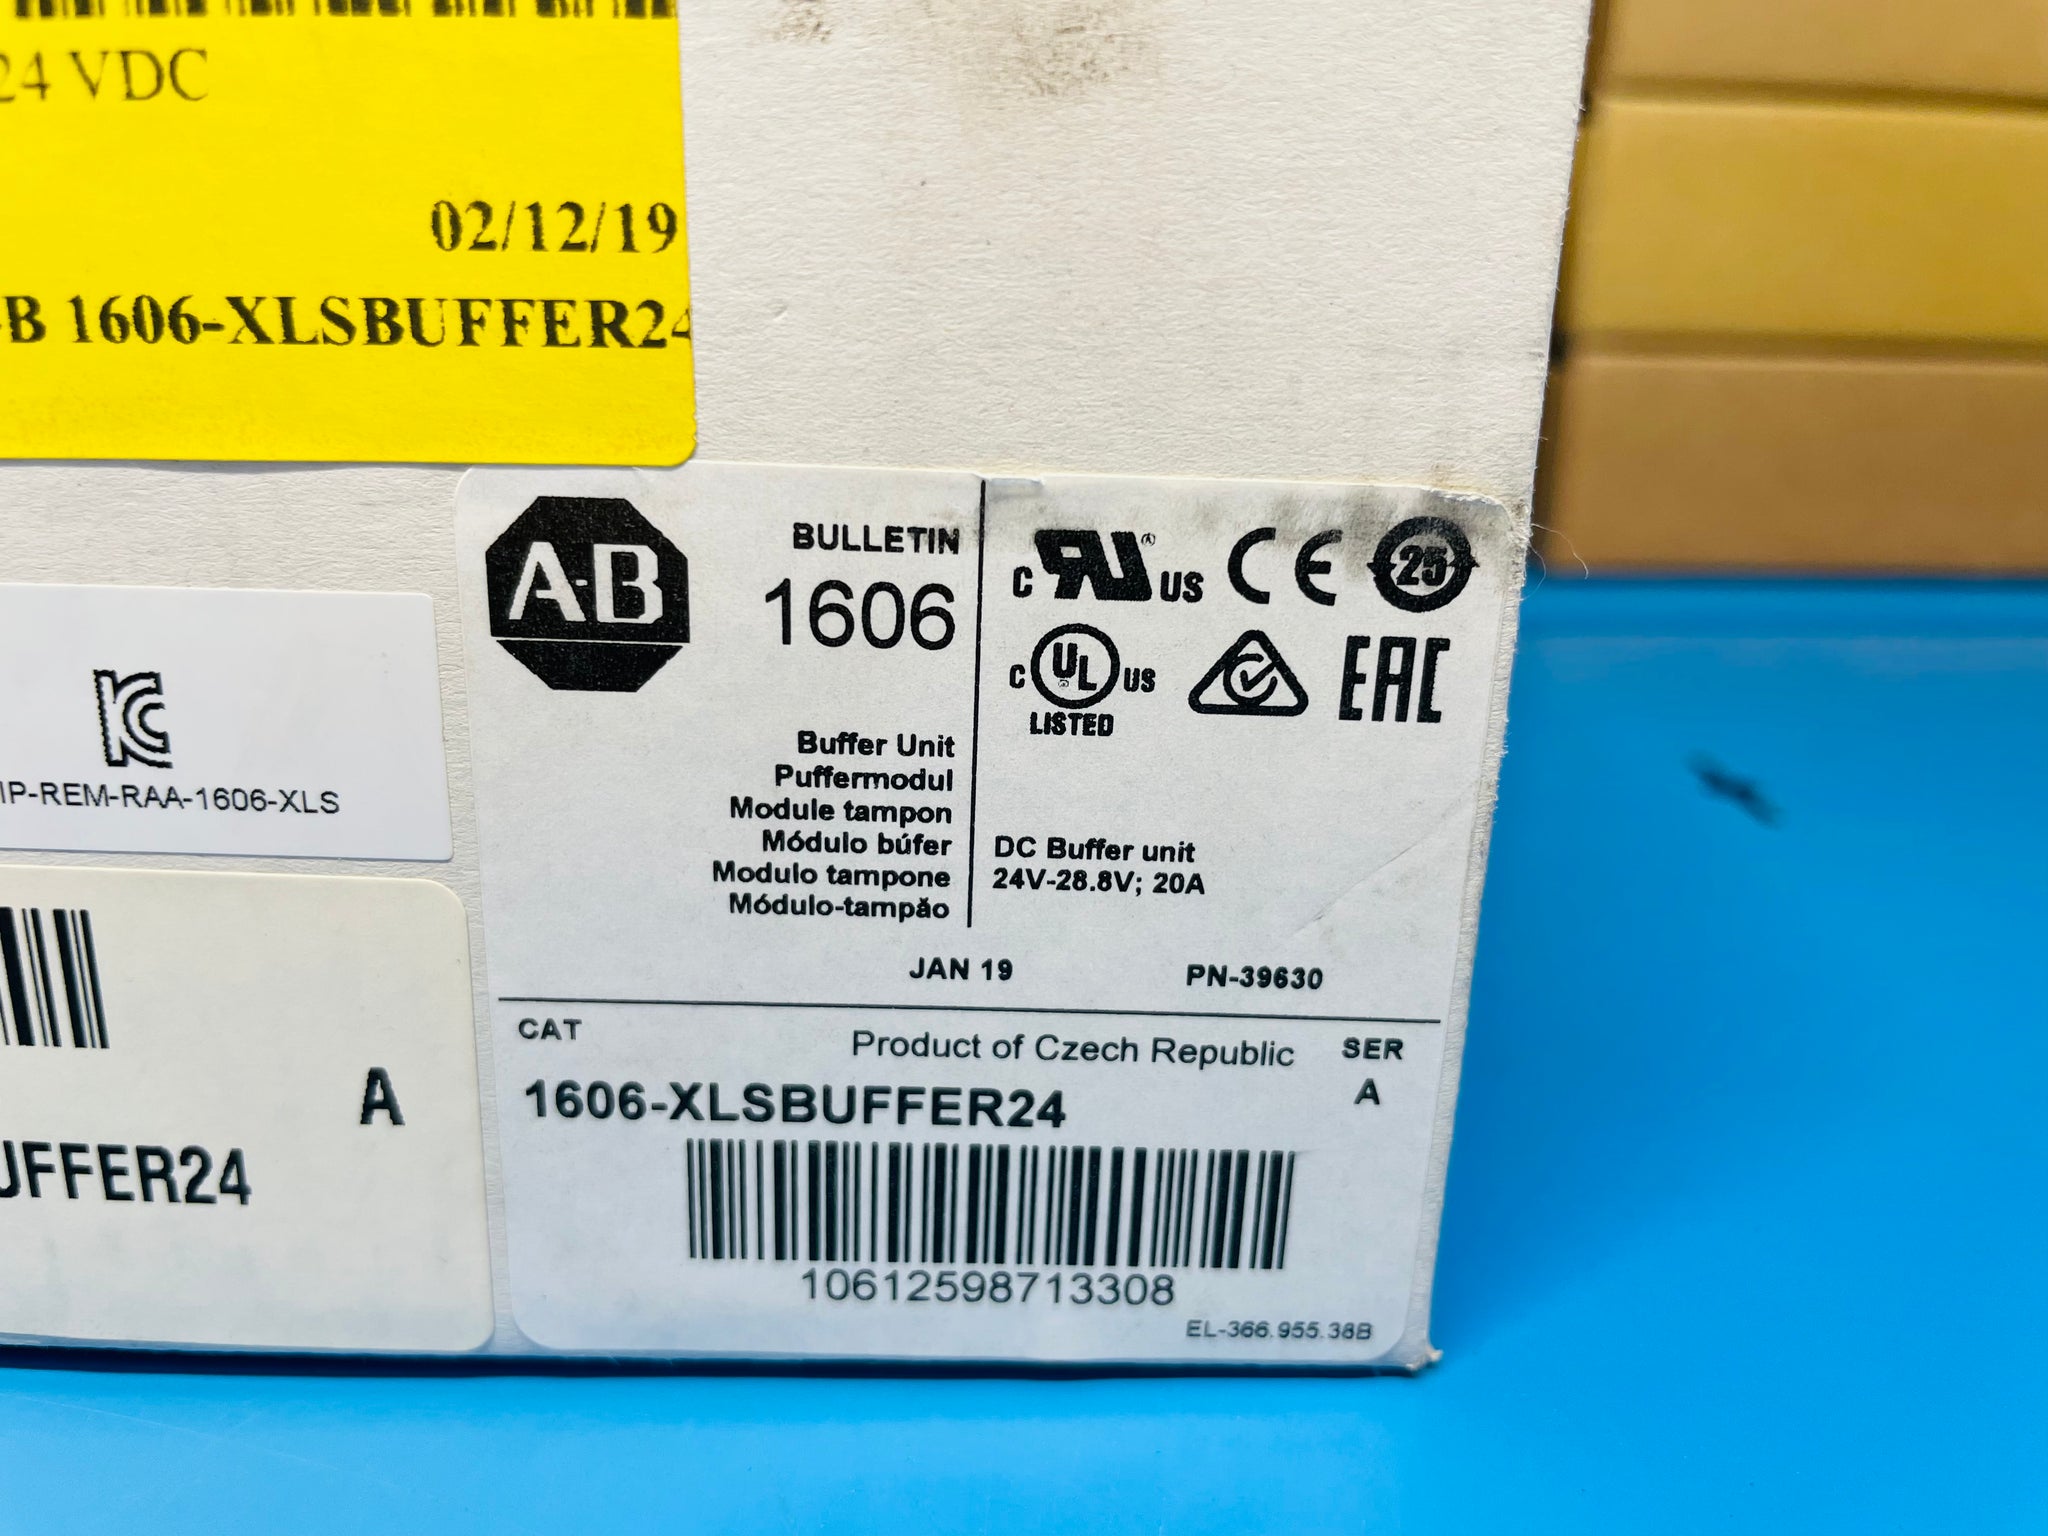 24 VDC
02/12/19
-B 1606-XLSBUFFER24
IP-REM-RAA-1606-XLS
A
UFFER24
A-B
BULLETIN
1606
Buffer Unit
Puffermodul
Module tampon
Módulo búfer
Modulo tampone
Módulo-tampão
c RU US CE 25
c UL US EAC
LISTED
DC Buffer unit
24V-28.8V; 20A
JAN 19 PN-39630
CAT Product of Czech Republic SER
1606-XLSBUFFER24 A
10612598713308
EL-366.955.38B